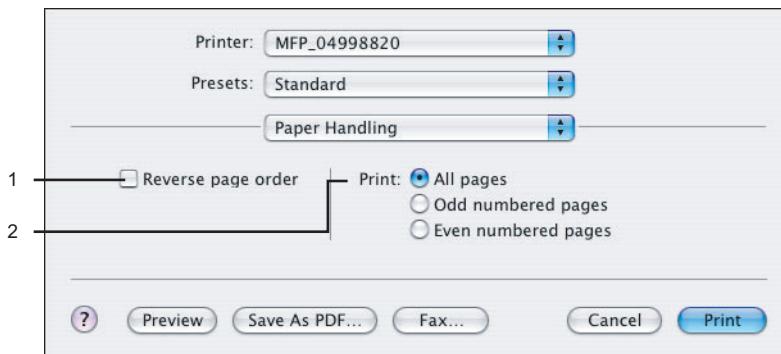 Printer: MFP_04998820
Presets: Standard
Paper Handling
1 Reverse page order Print: All pages
Odd numbered pages
2 Even numbered pages
? Preview Save As PDF... Fax... Cancel Print